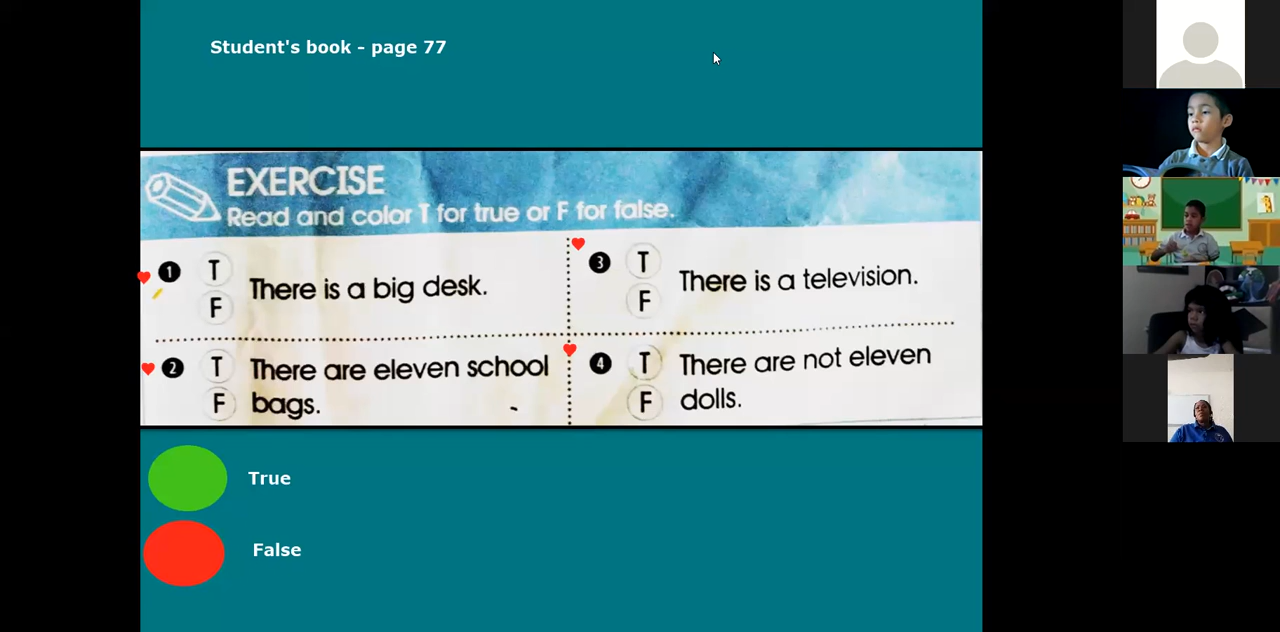 Student's book - page 77
EXERCISE
Read and color T for true or F for false.
1 T F There is a big desk.
2 T F There are eleven school
bags.
3 T F There is a television.
4 T F There are not eleven
dolls.
True
False